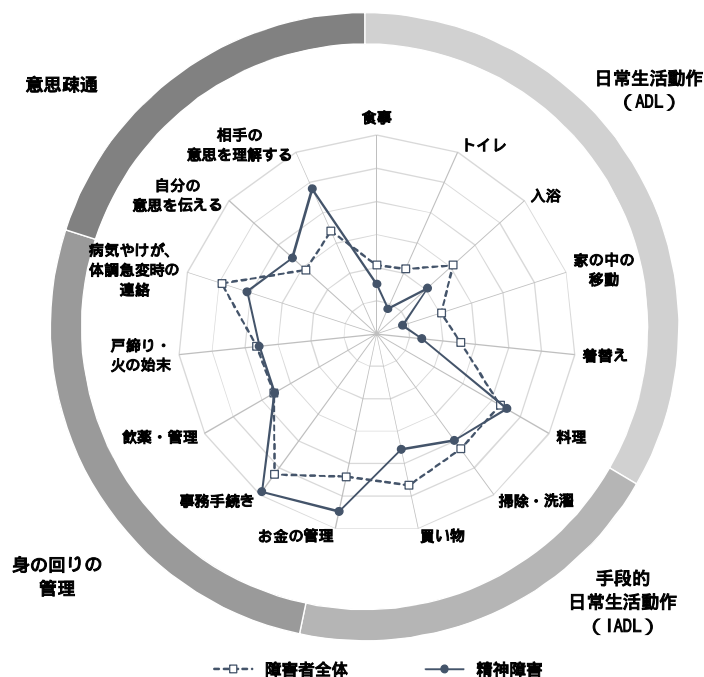 意思疎通
日常生活動作
（ADL）
食事
トイレ
入浴
家の中の
移動
着替え
料理
掃除・洗濯
買い物
お金の管理
事務手続き
飲薬・管理
戸締り・
火の始末
病気やけが、
体調急変時の
連絡
自分の
意思を伝える
相手の
意思を理解する
身の回りの
管理
手段的
日常生活動作
（IADL）
障害者全体
精神障害